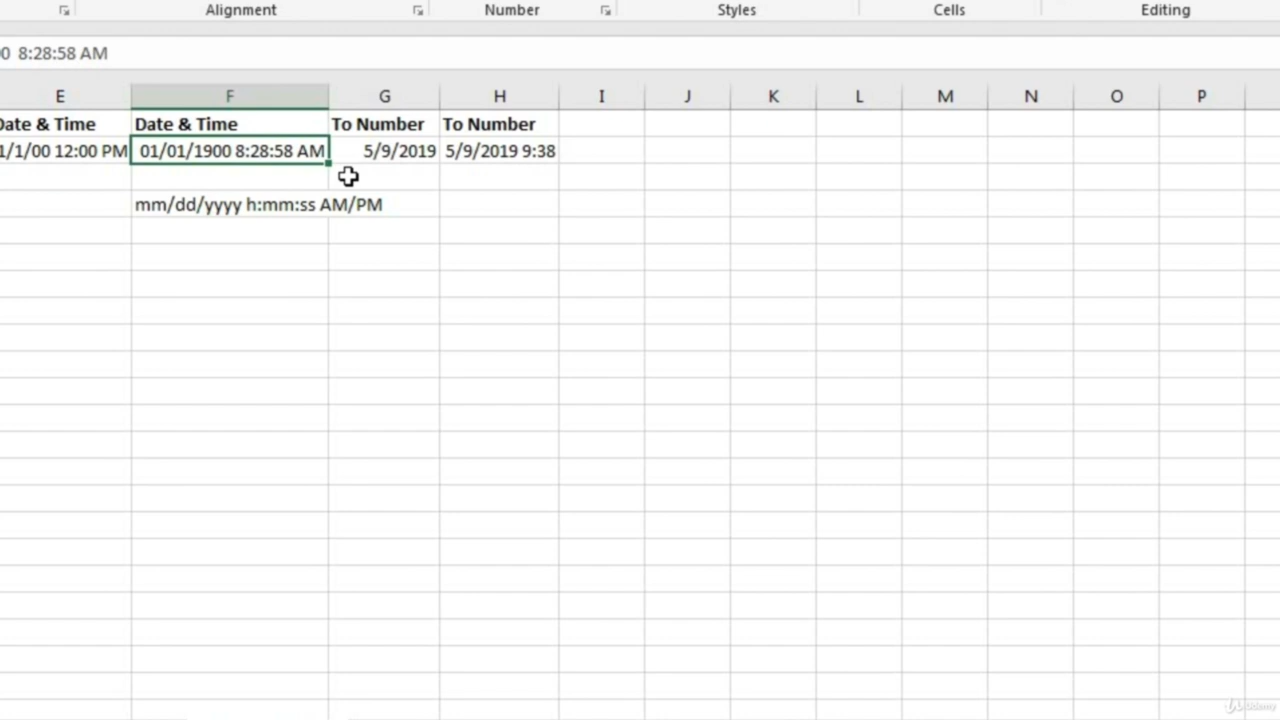 Alignment Number Styles Cells Editing
0 8:28:58 AM
E F G H I J K L M N O P
Date & Time Date & Time To Number To Number
1/1/00 12:00 PM 01/01/1900 8:28:58 AM 5/9/2019 5/9/2019 9:38
mm/dd/yyyy h:mm:ss AM/PM
Udemy